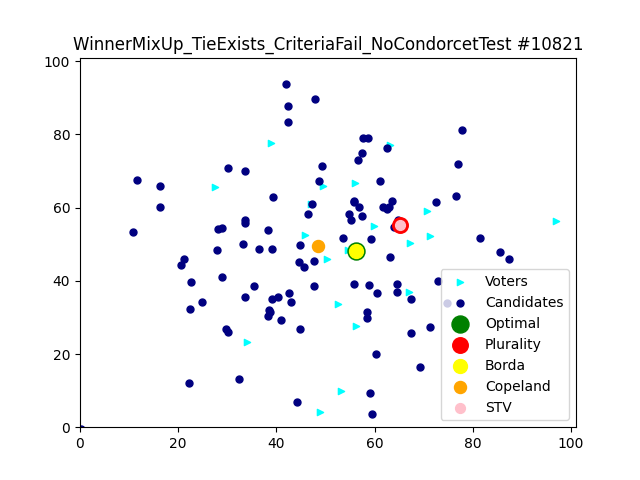 WinnerMixUp_TieExists_CriteriaFail_NoCondorcetTest #10821
100
80
60
40
20
0
0 20 40 60 80 100
Voters
Candidates
Optimal
Plurality
Borda
Copeland
STV